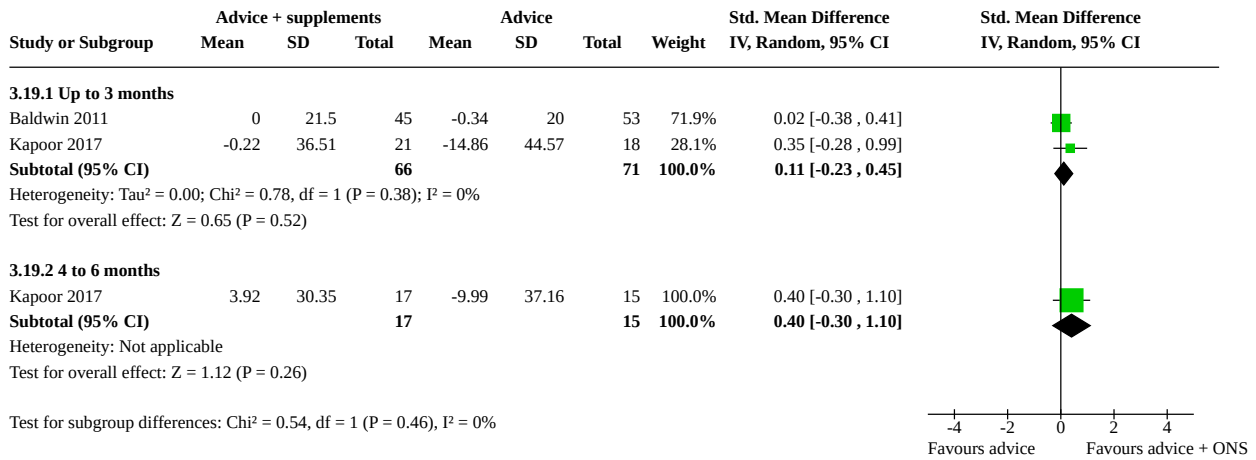 Advice + supplements Advice Std. Mean Difference Std. Mean Difference
Study or Subgroup Mean SD Total Mean SD Total Weight IV, Random, 95% CI IV, Random, 95% CI
3.19.1 Up to 3 months
Baldwin 2011 0 21.5 45 -0.34 20 53 71.9% 0.02 [-0.38 , 0.41]
Kapoor 2017 -0.22 36.51 21 -14.86 44.57 18 28.1% 0.35 [-0.28 , 0.99]
Subtotal (95% CI) 66 71 100.0% 0.11 [-0.23 , 0.45]
Heterogeneity: Tau² = 0.00; Chi² = 0.78, df = 1 (P = 0.38); I² = 0%
Test for overall effect: Z = 0.65 (P = 0.52)
3.19.2 4 to 6 months
Kapoor 2017 3.92 30.35 17 -9.99 37.16 15 100.0% 0.40 [-0.30 , 1.10]
Subtotal (95% CI) 17 15 100.0% 0.40 [-0.30 , 1.10]
Heterogeneity: Not applicable
Test for overall effect: Z = 1.12 (P = 0.26)
Test for subgroup differences: Chi² = 0.54, df = 1 (P = 0.46), I² = 0%
-4 -2 0 2 4
Favours advice Favours advice + ONS